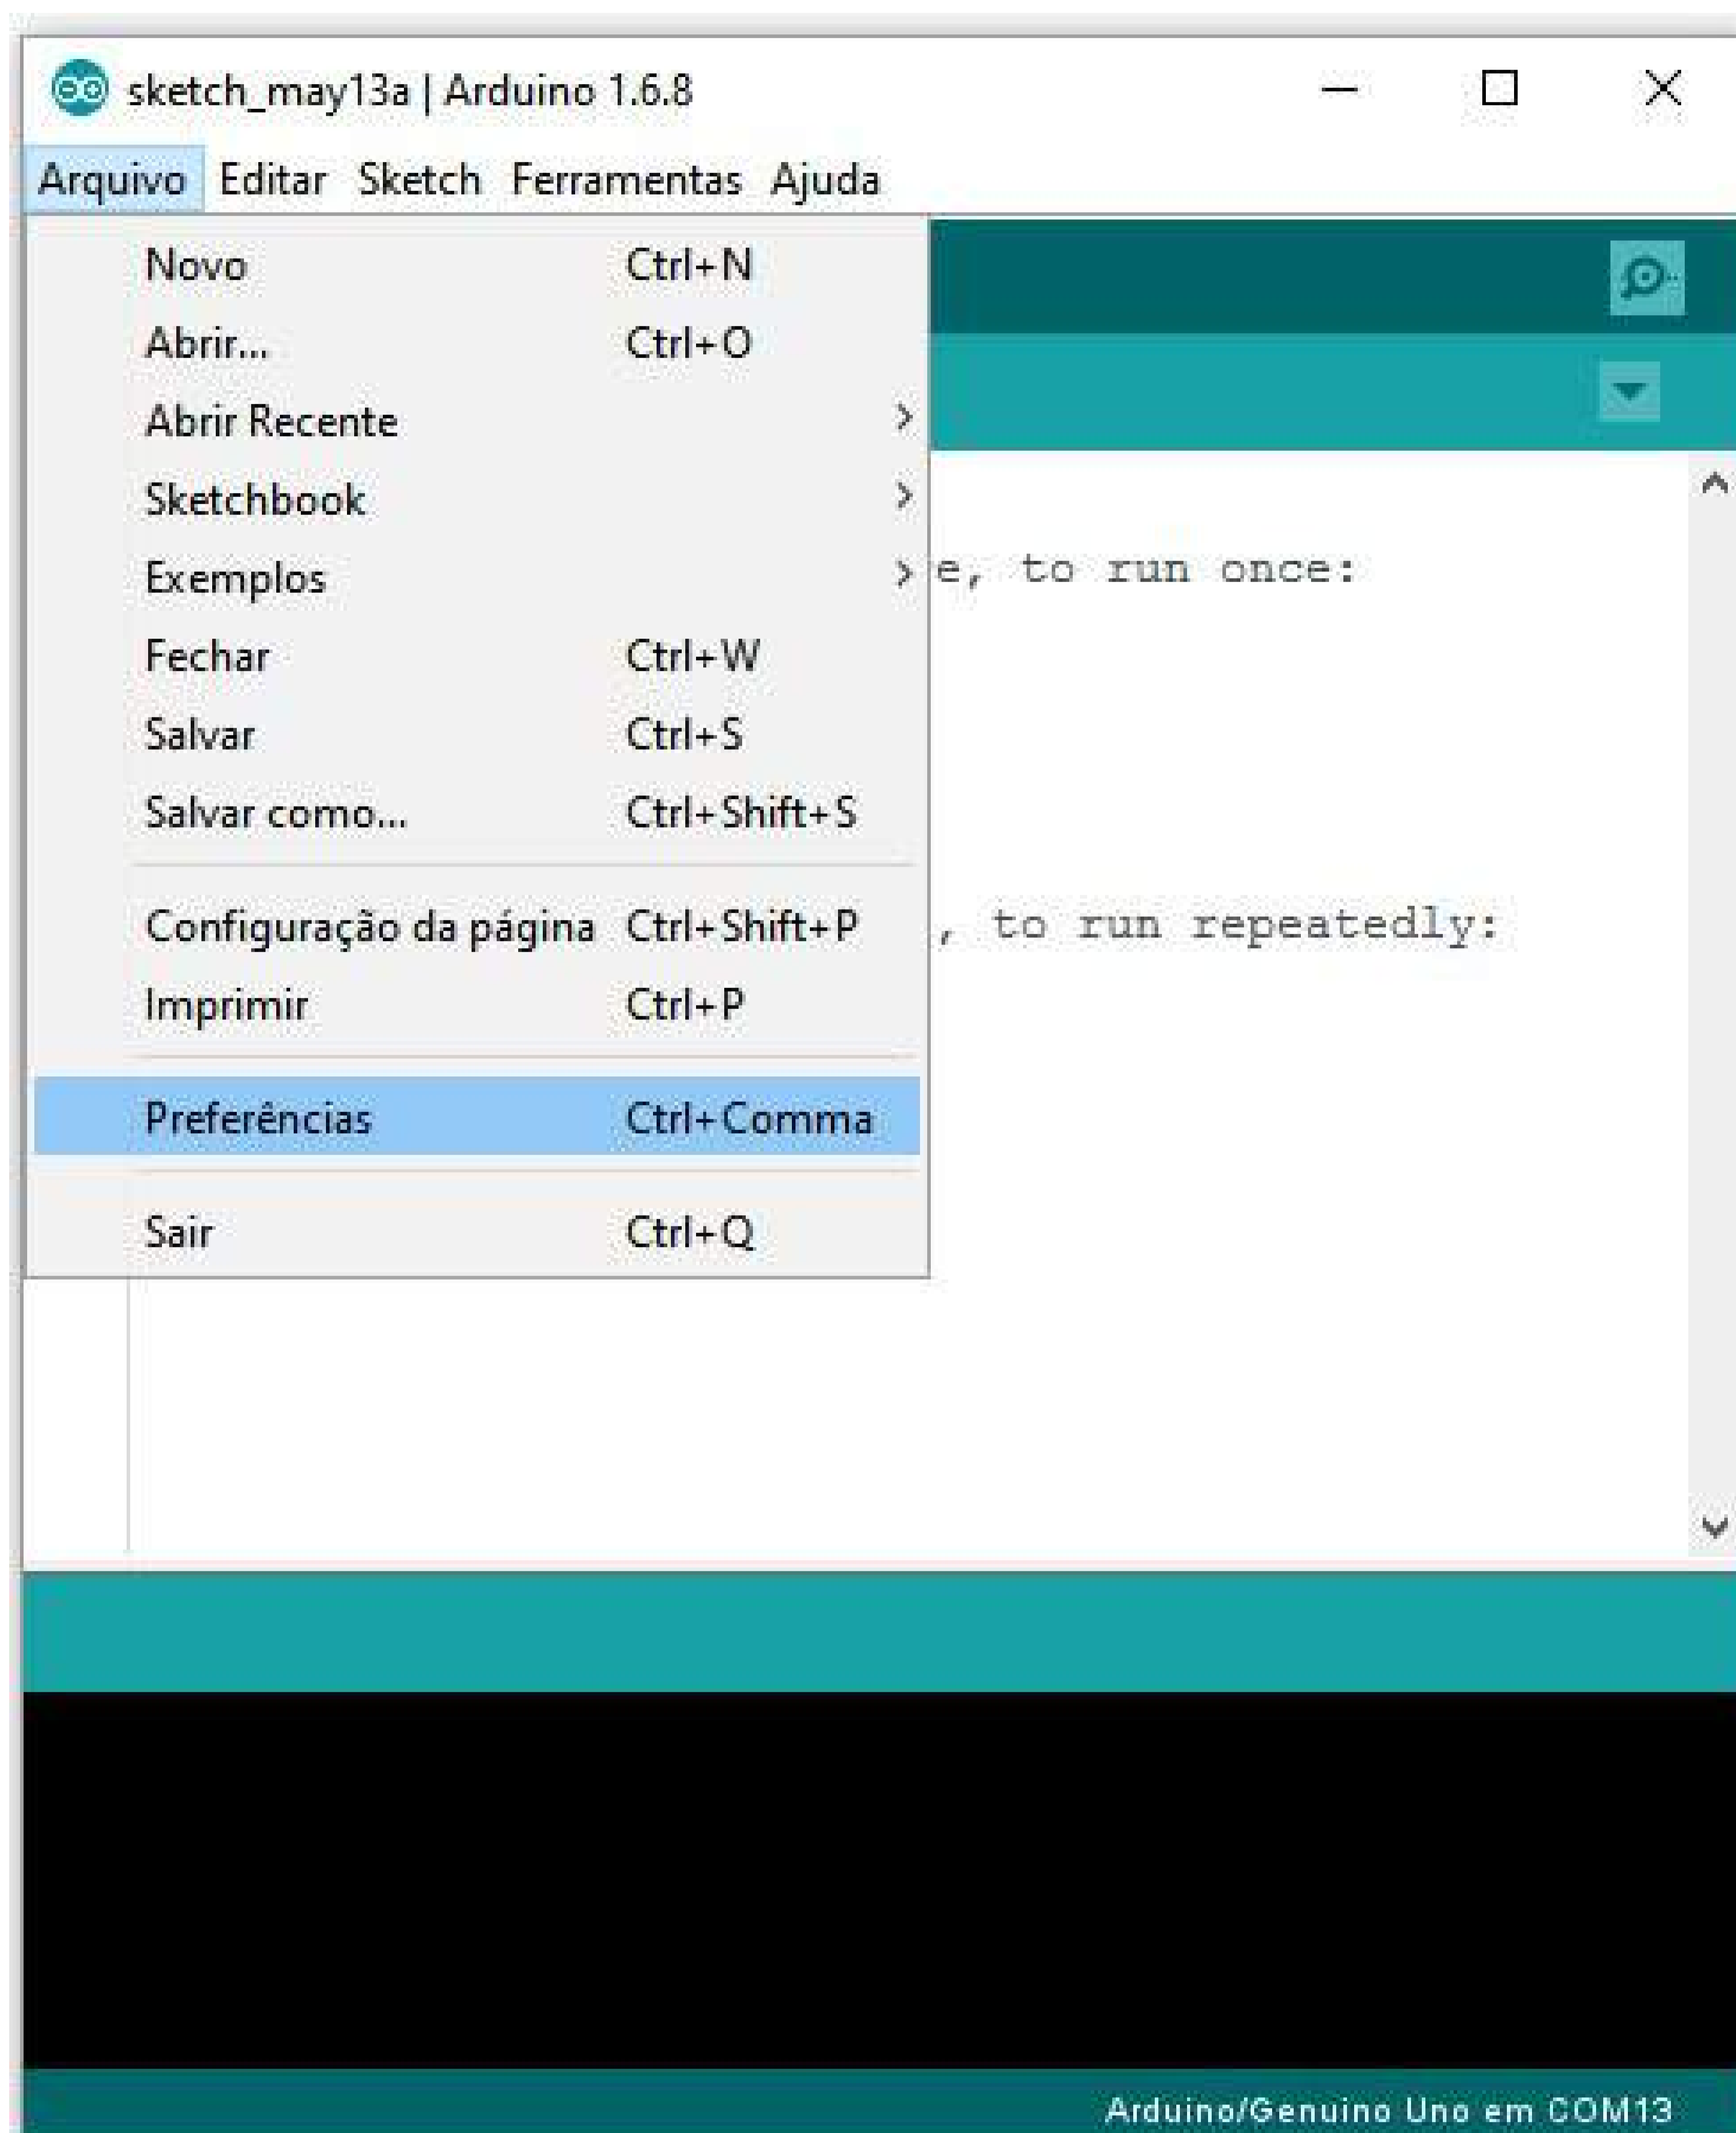 sketch_may13a | Arduino 1.6.8
Arquivo Editar Sketch Ferramentas Ajuda
Novo Ctrl+N
Abrir... Ctrl+O
Abrir Recente
Sketchbook
Exemplos
e, to run once:
Fechar Ctrl+W
Salvar Ctrl+S
Salvar como... Ctrl+Shift+S
Configuração da página Ctrl+Shift+P
, to run repeatedly:
Imprimir Ctrl+P
Preferências Ctrl+Comma
Sair Ctrl+Q
Arduino/Genuino Uno em COM13